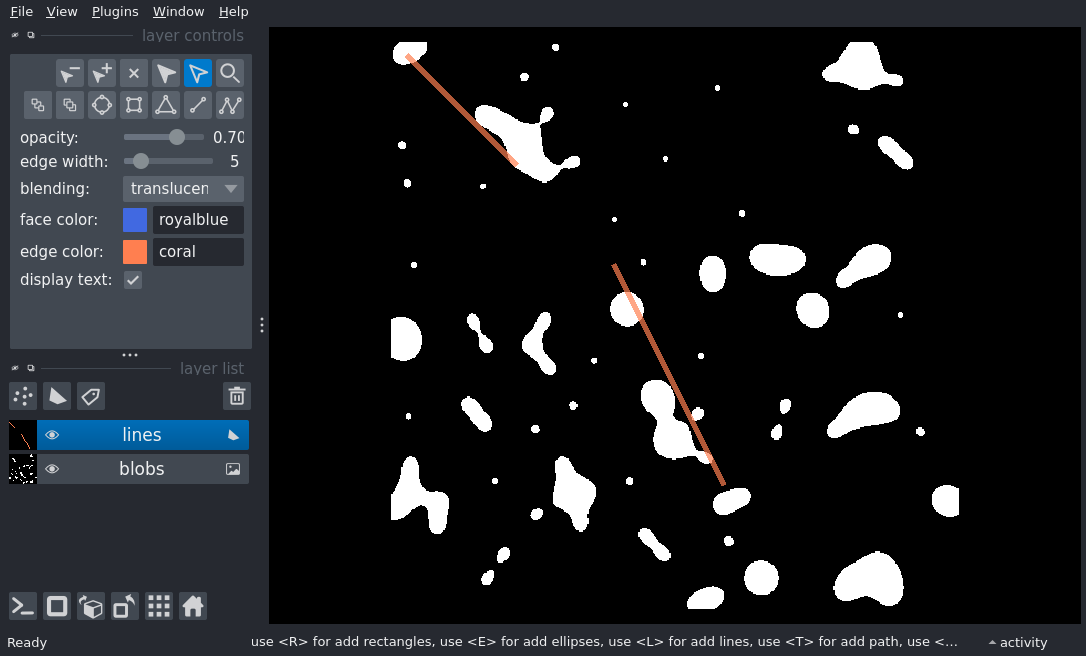 File View Plugins Window Help
layer controls
opacity: 0.70
edge width: 5
blending: translucen
face color: royalblue
edge color: coral
display text:
layer list
lines
blobs
Ready use <R> for add rectangles, use <E> for add ellipses, use <L> for add lines, use <T> for add path, use <... activity